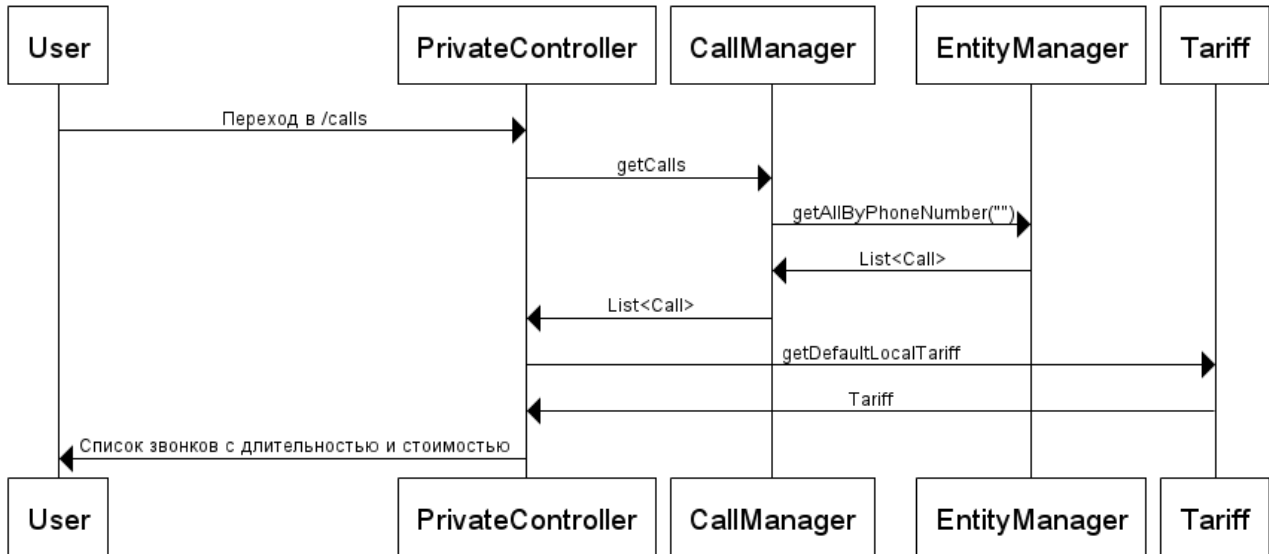 User
PrivateController
CallManager
EntityManager
Tariff
Переход в /calls
getCalls
getAllByPhoneNumber("")
List<Call>
List<Call>
getDefaultLocalTariff
Tariff
Список звонков с длительностью и стоимостью
User
PrivateController
CallManager
EntityManager
Tariff